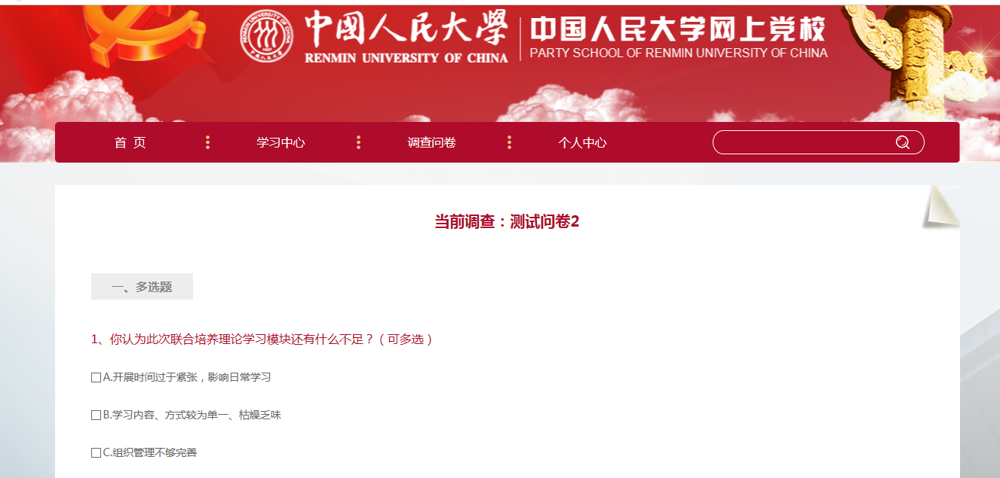 中国人民大學
RENMIN UNIVERSITY OF CHINA
中国人民大学网上党校
PARTY SCHOOL OF RENMIN UNIVERSITY OF CHINA
首 页
学习中心
调查问卷
个人中心
当前调查：测试问卷2
一、多选题
1、你认为此次联合培养理论学习模块还有什么不足？（可多选）
A.开展时间过于紧张，影响日常学习
B.学习内容、方式较为单一、枯燥乏味
C.组织管理不够完善